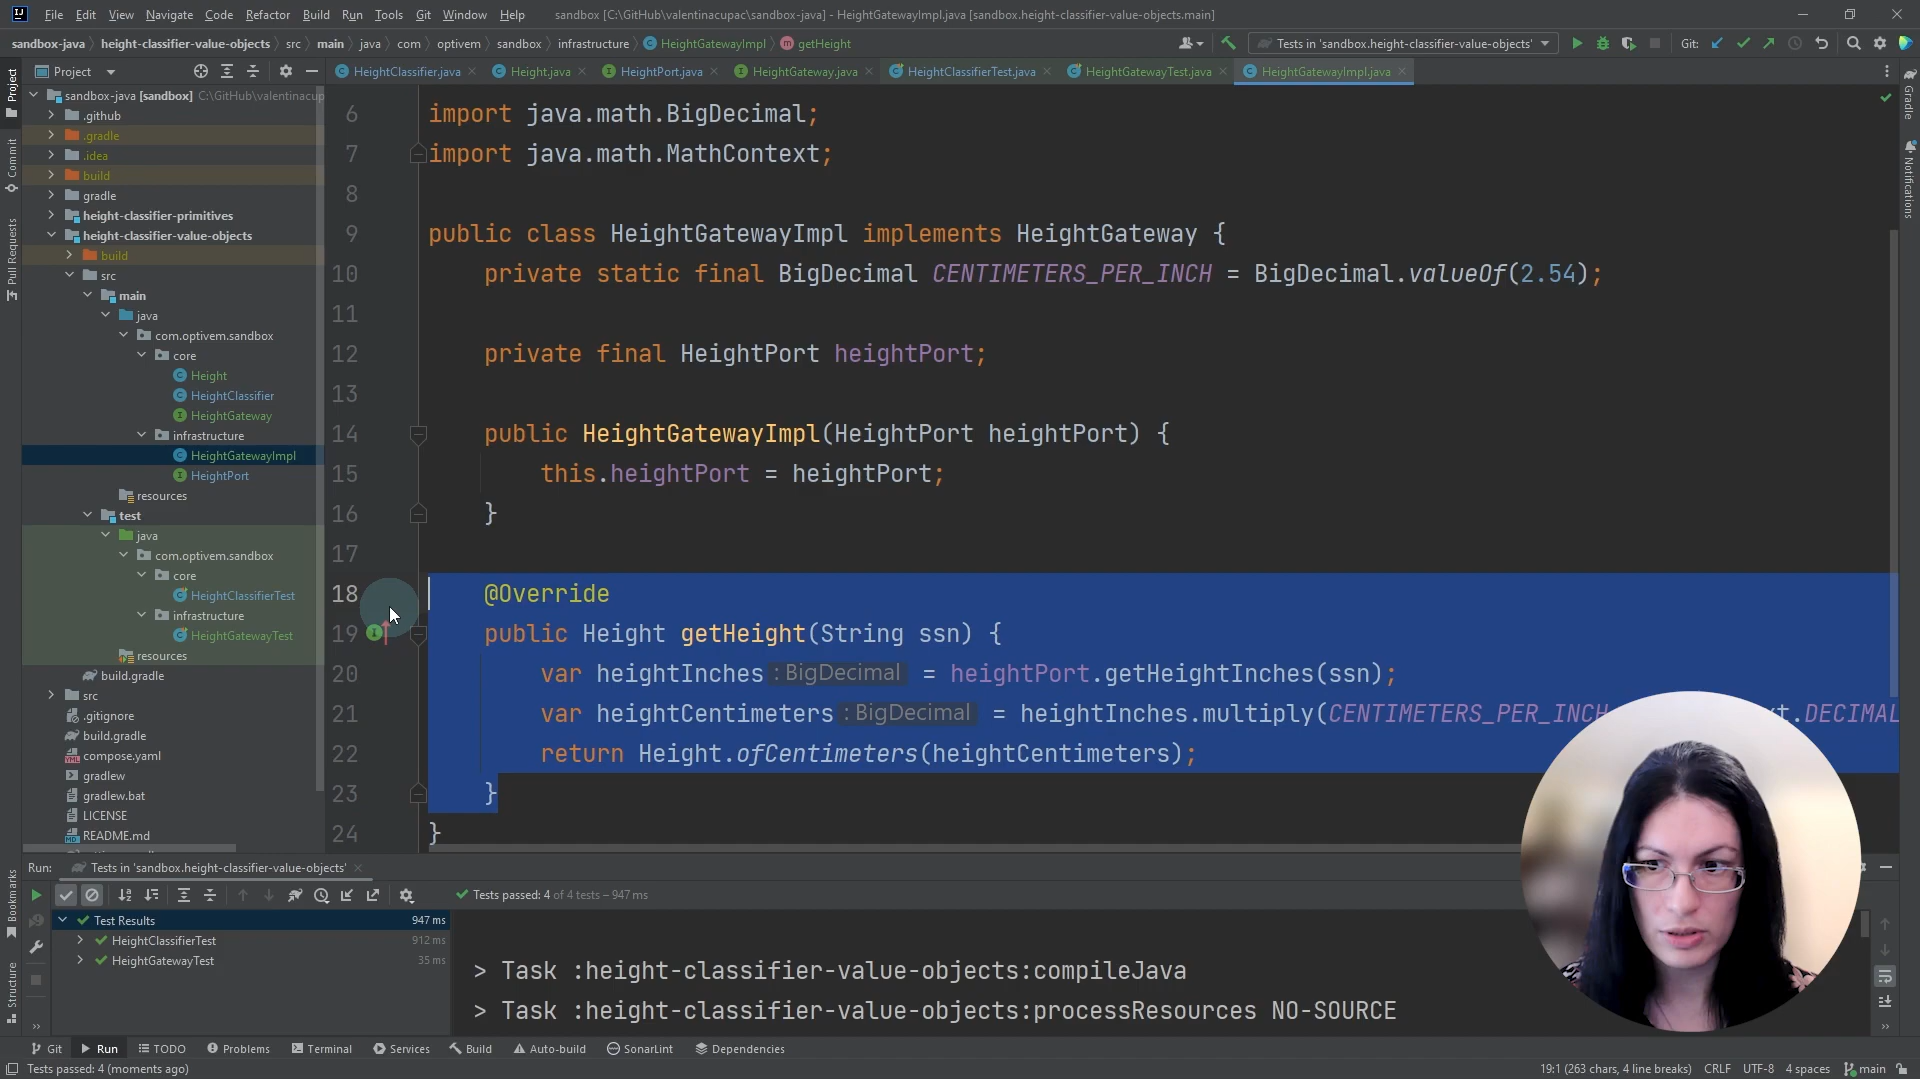 File Edit View Navigate Code Refactor Build Run Tools Git Window Help
sandbox [C:\GitHub\valentinacupac\sandbox-java] - HeightGatewayImpl.java [sandbox.height-classifier-value-objects.main]
sandbox-java height-classifier-value-objects src main java com optivem sandbox infrastructure HeightGatewayImpl getHeight
Tests in 'sandbox.height-classifier-value-objects' Git:
Project
HeightClassifier.java Height.java HeightPort.java HeightGateway.java HeightClassifierTest.java HeightGatewayTest.java HeightGatewayImpl.java
sandbox-java [sandbox] C:\GitHub\valentinacup
.github
.gradle
.idea
build
gradle
height-classifier-primitives
height-classifier-value-objects
build
src
main
java
com.optivem.sandbox
core
Height
HeightClassifier
HeightGateway
infrastructure
HeightGatewayImpl
HeightPort
resources
test
java
com.optivem.sandbox
core
HeightClassifierTest
infrastructure
HeightGatewayTest
resources
build.gradle
src
.gitignore
build.gradle
compose.yaml
gradlew
gradlew.bat
LICENSE
README.md
Project
Commit
Pull Requests
Bookmarks
Structure
Gradle
Notifications
6 import java.math.BigDecimal;
7 import java.math.MathContext;
8
9 public class HeightGatewayImpl implements HeightGateway {
10 private static final BigDecimal CENTIMETERS_PER_INCH = BigDecimal.valueOf(2.54);
11
12 private final HeightPort heightPort;
13
14 public HeightGatewayImpl(HeightPort heightPort) {
15 this.heightPort = heightPort;
16 }
17
18 @Override
19 public Height getHeight(String ssn) {
20 var heightInches : BigDecimal = heightPort.getHeightInches(ssn);
21 var heightCentimeters : BigDecimal = heightInches.multiply(CENTIMETERS_PER_INCH t.DECIMAL
22 return Height.ofCentimeters(heightCentimeters);
23 }
24 }
Run: Tests in 'sandbox.height-classifier-value-objects'
Tests passed: 4 of 4 tests – 947 ms
Test Results 947 ms
HeightClassifierTest 912 ms
HeightGatewayTest 35 ms
> Task :height-classifier-value-objects:compileJava
> Task :height-classifier-value-objects:processResources NO-SOURCE
Git Run TODO Problems Terminal Services Build Auto-build SonarLint Dependencies
Tests passed: 4 (moments ago)
19:1 (263 chars, 4 line breaks) CRLF UTF-8 4 spaces main